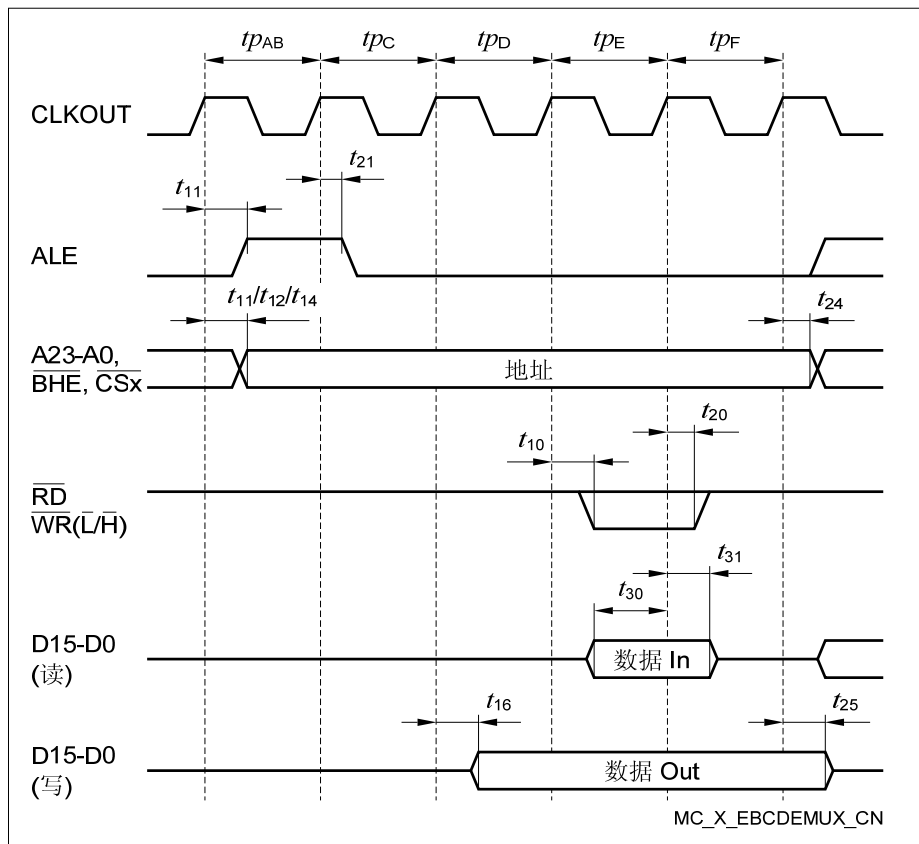 tpAB tpC tpD tpE tpF
CLKOUT
t21
t11
ALE
t11/t12/t14 t24
A23-A0,
BHE, CSx
地址
t20
t10
RD
WR(L/H)
t31
t30
D15-D0
(读)
数据 In
t16 t25
D15-D0
(写)
数据 Out
MC_X_EBCDEMUX_CN